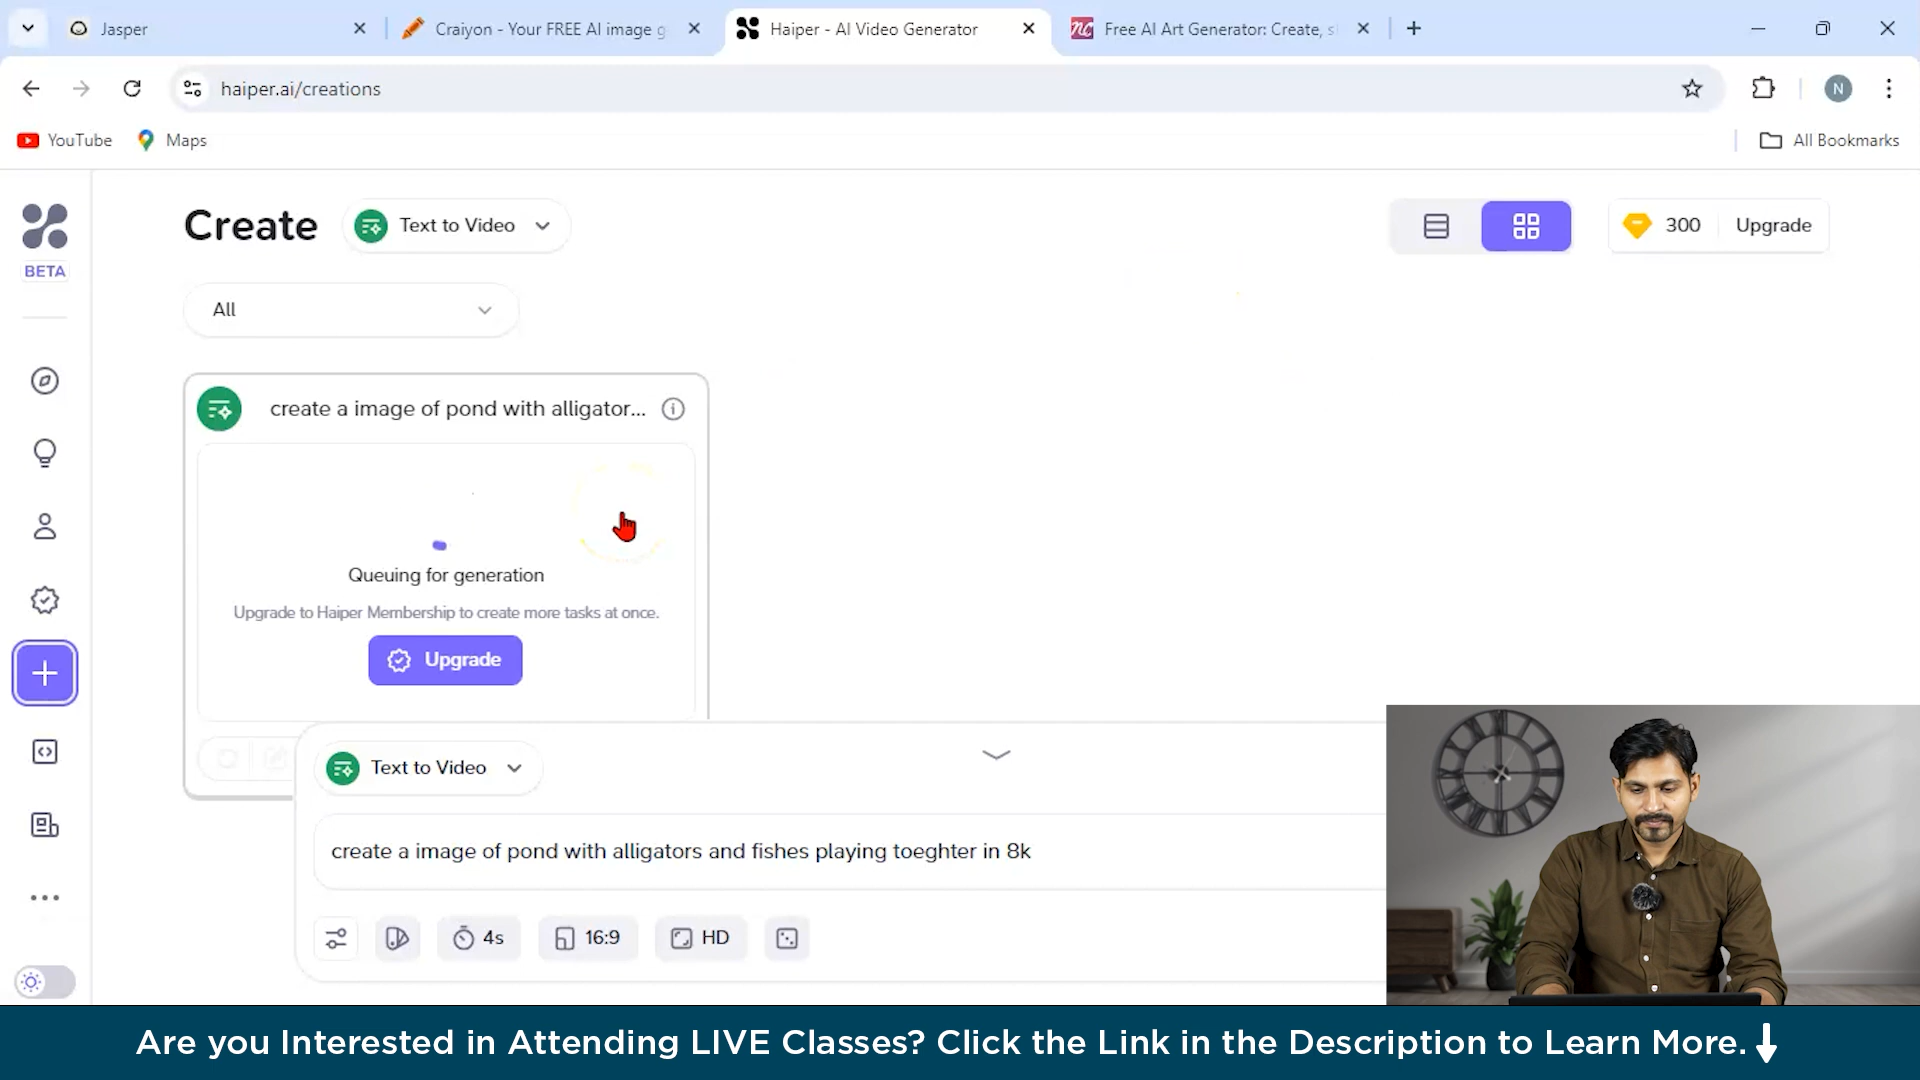 Jasper
Craiyon - Your FREE AI image g
Haiper - AI Video Generator
Free AI Art Generator: Create, s
haiper.ai/creations
N
YouTube
Maps
All Bookmarks
BETA
Create
Text to Video
300
Upgrade
All
create a image of pond with alligator...
Queuing for generation
Upgrade to Haiper Membership to create more tasks at once.
Upgrade
Text to Video
create a image of pond with alligators and fishes playing toeghter in 8k
4s
16:9
HD
Are you Interested in Attending LIVE Classes? Click the Link in the Description to Learn More.